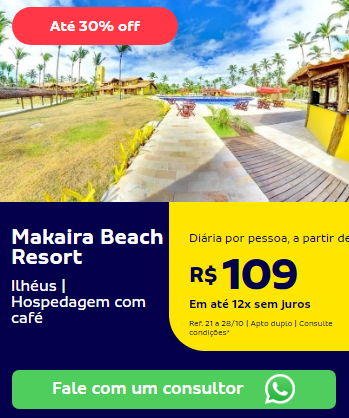 Até 30% off
Makaira Beach
Resort
Ilhéus |
Hospedagem com
café
Diária por pessoa, a partir de
R$ 109
Em até 12x sem juros
Ref. 21 a 28/10 | Apto duplo | Consulte
condições*
Fale com um consultor